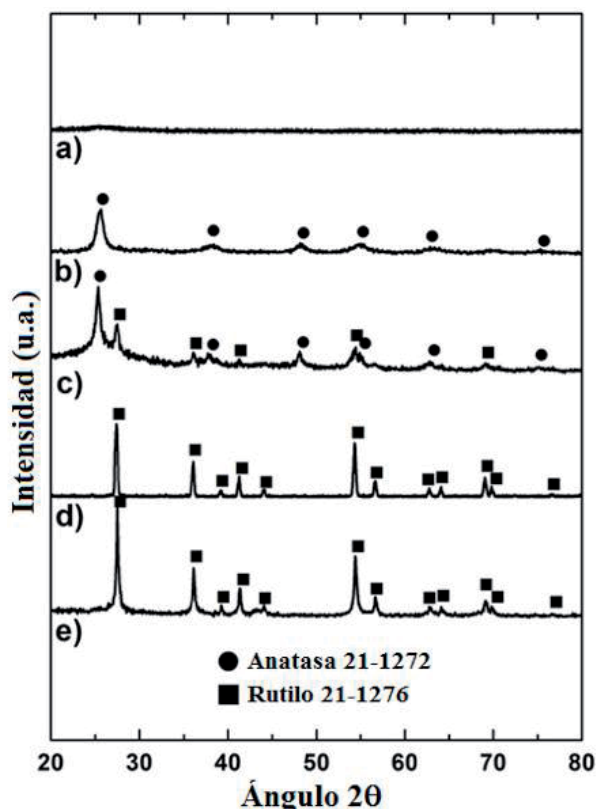 Intensidad (u.a.)
a)
b)
c)
d)
e)
Anatasa 21-1272
Rutilo 21-1276
20 30 40 50 60 70 80
Ángulo 2θ